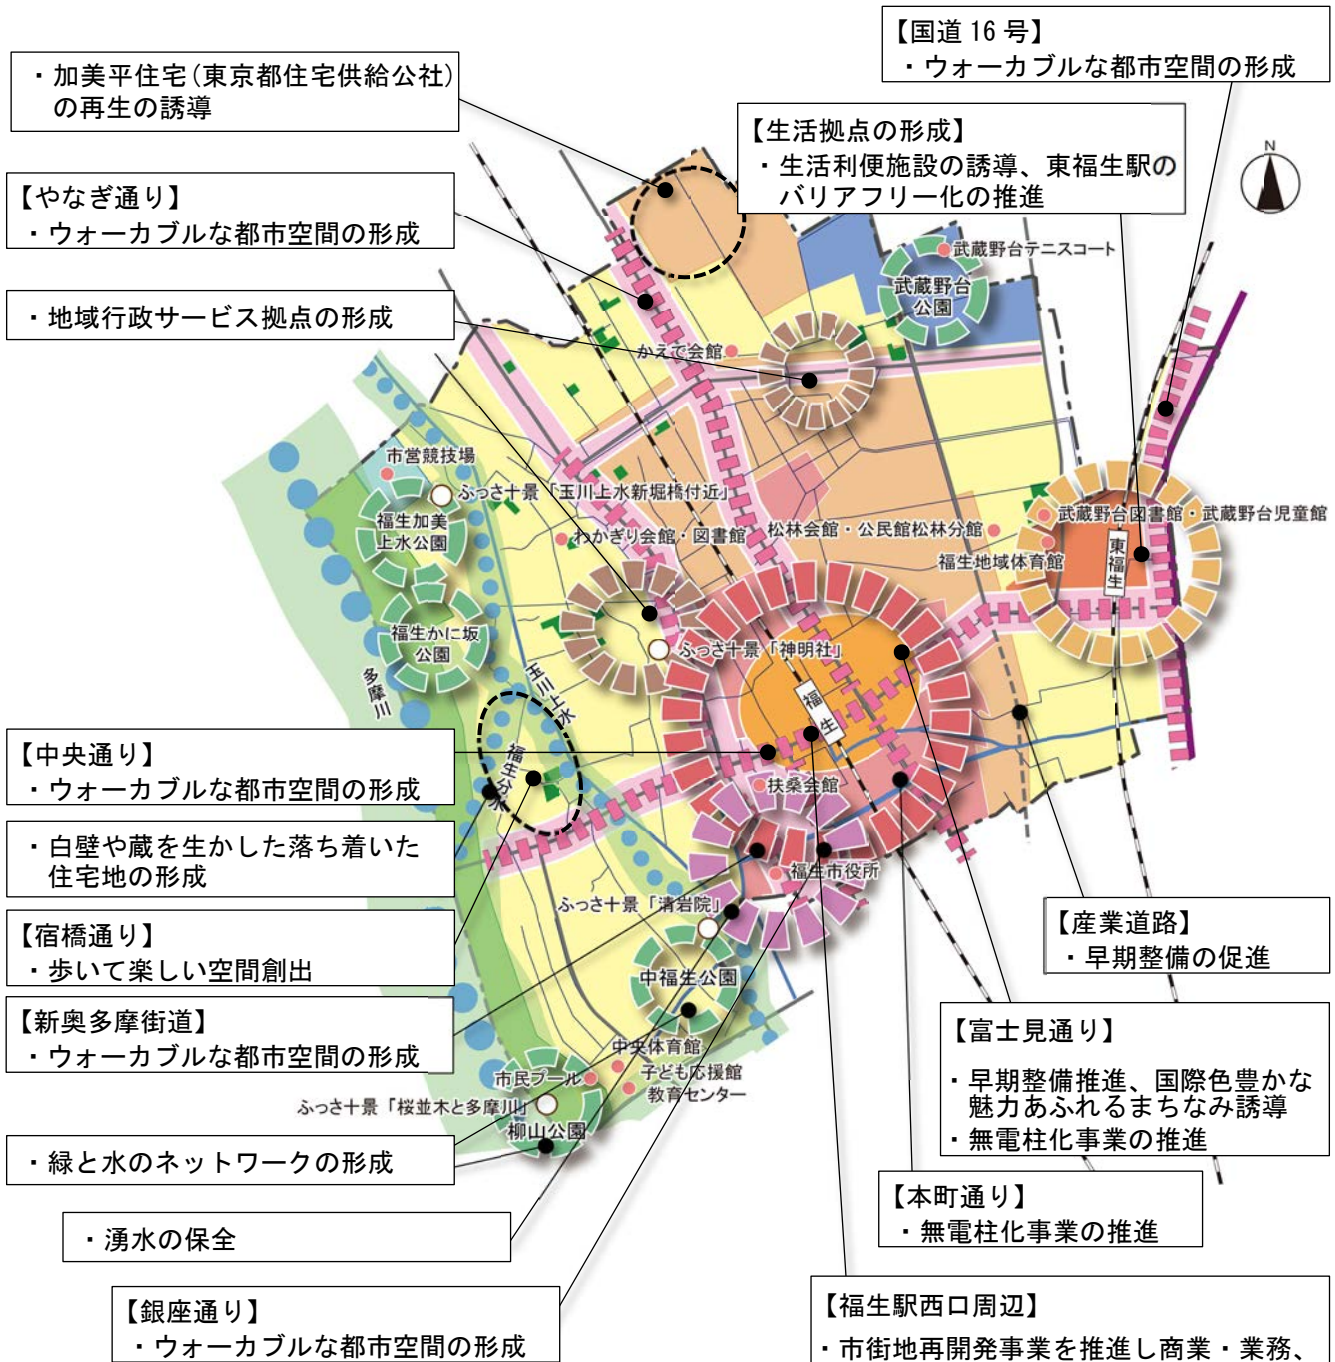 【国道16号】
・ウォーカブルな都市空間の形成
・加美平住宅(東京都住宅供給公社)
の再生の誘導
【生活拠点の形成】
・生活利便施設の誘導、東福生駅の
バリアフリー化の推進
N
【やなぎ通り】
・ウォーカブルな都市空間の形成
・地域行政サービス拠点の形成
武蔵野台テニスコート
武蔵野台
公園
かえで会館
市営競技場
ふっさ十景「玉川上水新堀橋付近」
福生加美
上水公園
わかぎり会館・図書館
松林会館・公民館松林分館
武蔵野台図書館・武蔵野台児童館
福生地域体育館
東福生
福生かに坂
公園
ふっさ十景「神明社」
多摩川
玉川上水
福生
福生分水
【中央通り】
・ウォーカブルな都市空間の形成
扶桑会館
・白壁や蔵を生かした落ち着いた
住宅地の形成
福生市役所
【宿橋通り】
・歩いて楽しい空間創出
ふっさ十景「清岩院」
【産業道路】
・早期整備の促進
中福生公園
【新奥多摩街道】
・ウォーカブルな都市空間の形成
【富士見通り】
・早期整備推進、国際色豊かな
魅力あふれるまちなみ誘導
・無電柱化事業の推進
中央体育館
市民プール
子ども応援館
教育センター
ふっさ十景「桜並木と多摩川」
柳山公園
・緑と水のネットワークの形成
【本町通り】
・無電柱化事業の推進
・湧水の保全
【銀座通り】
・ウォーカブルな都市空間の形成
【福生駅西口周辺】
・市街地再開発事業を推進し商業・業務、